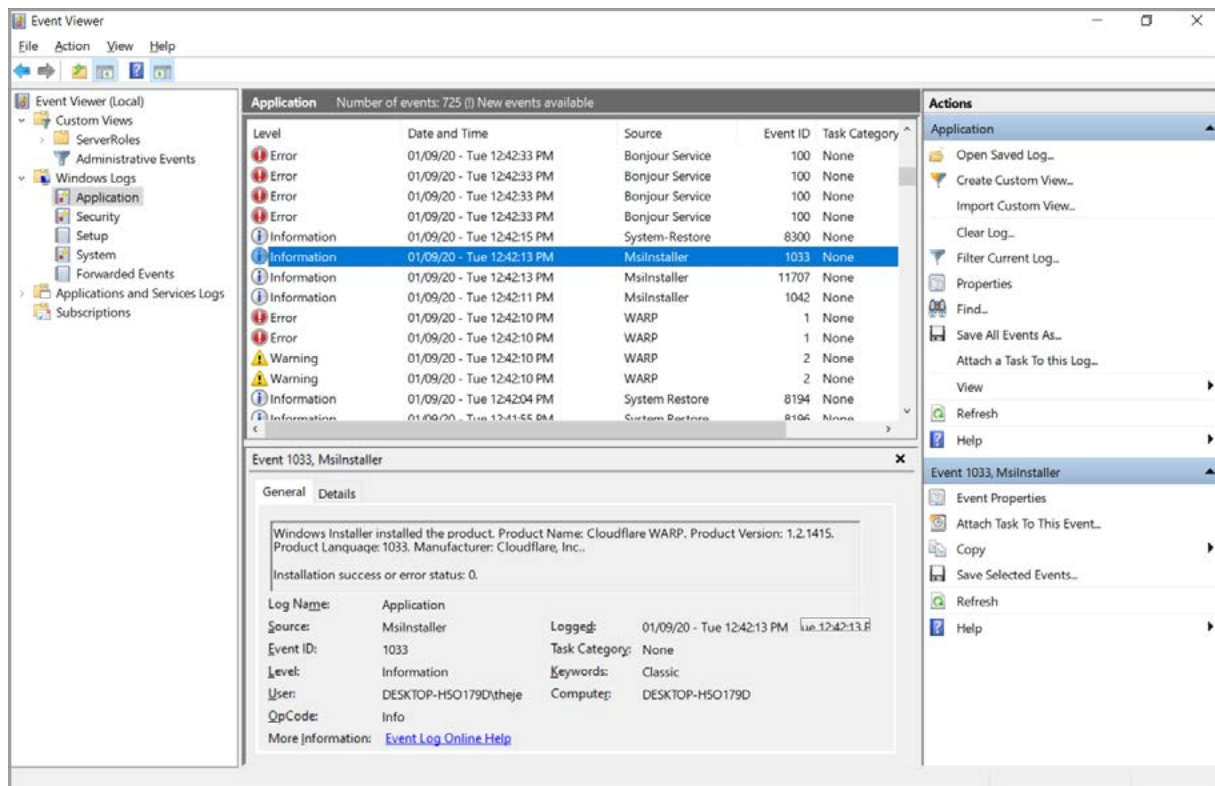 Event Viewer
File Action View Help
Event Viewer (Local)
Custom Views
ServerRoles
Administrative Events
Windows Logs
Application
Security
Setup
System
Forwarded Events
Applications and Services Logs
Subscriptions
Application Number of events: 725 (!) New events available
Level Date and Time Source Event ID Task Category
Error 01/09/20 - Tue 12:42:33 PM Bonjour Service 100 None
Error 01/09/20 - Tue 12:42:33 PM Bonjour Service 100 None
Error 01/09/20 - Tue 12:42:33 PM Bonjour Service 100 None
Error 01/09/20 - Tue 12:42:33 PM Bonjour Service 100 None
Information 01/09/20 - Tue 12:42:15 PM System-Restore 8300 None
Information 01/09/20 - Tue 12:42:13 PM MsiInstaller 1033 None
Information 01/09/20 - Tue 12:42:13 PM MsiInstaller 11707 None
Information 01/09/20 - Tue 12:42:11 PM MsiInstaller 1042 None
Error 01/09/20 - Tue 12:42:10 PM WARP 1 None
Error 01/09/20 - Tue 12:42:10 PM WARP 1 None
Warning 01/09/20 - Tue 12:42:10 PM WARP 2 None
Warning 01/09/20 - Tue 12:42:10 PM WARP 2 None
Information 01/09/20 - Tue 12:42:04 PM System Restore 8194 None
Information 01/09/20 - Tue 12:41:55 PM System Restore 8196 None
Event 1033, MsiInstaller
General Details
Windows Installer installed the product. Product Name: Cloudflare WARP. Product Version: 1.2.1415.
Product Language: 1033. Manufacturer: Cloudflare, Inc..
Installation success or error status: 0.
Log Name: Application
Source: MsiInstaller Logged: 01/09/20 - Tue 12:42:13 PM
Event ID: 1033 Task Category: None
Level: Information Keywords: Classic
User: DESKTOP-H5O179D\theje Computer: DESKTOP-H5O179D
OpCode: Info
More Information: Event Log Online Help
Actions
Application
Open Saved Log...
Create Custom View...
Import Custom View...
Clear Log...
Filter Current Log...
Properties
Find...
Save All Events As...
Attach a Task To this Log...
View
Refresh
Help
Event 1033, MsiInstaller
Event Properties
Attach Task To This Event...
Copy
Save Selected Events...
Refresh
Help